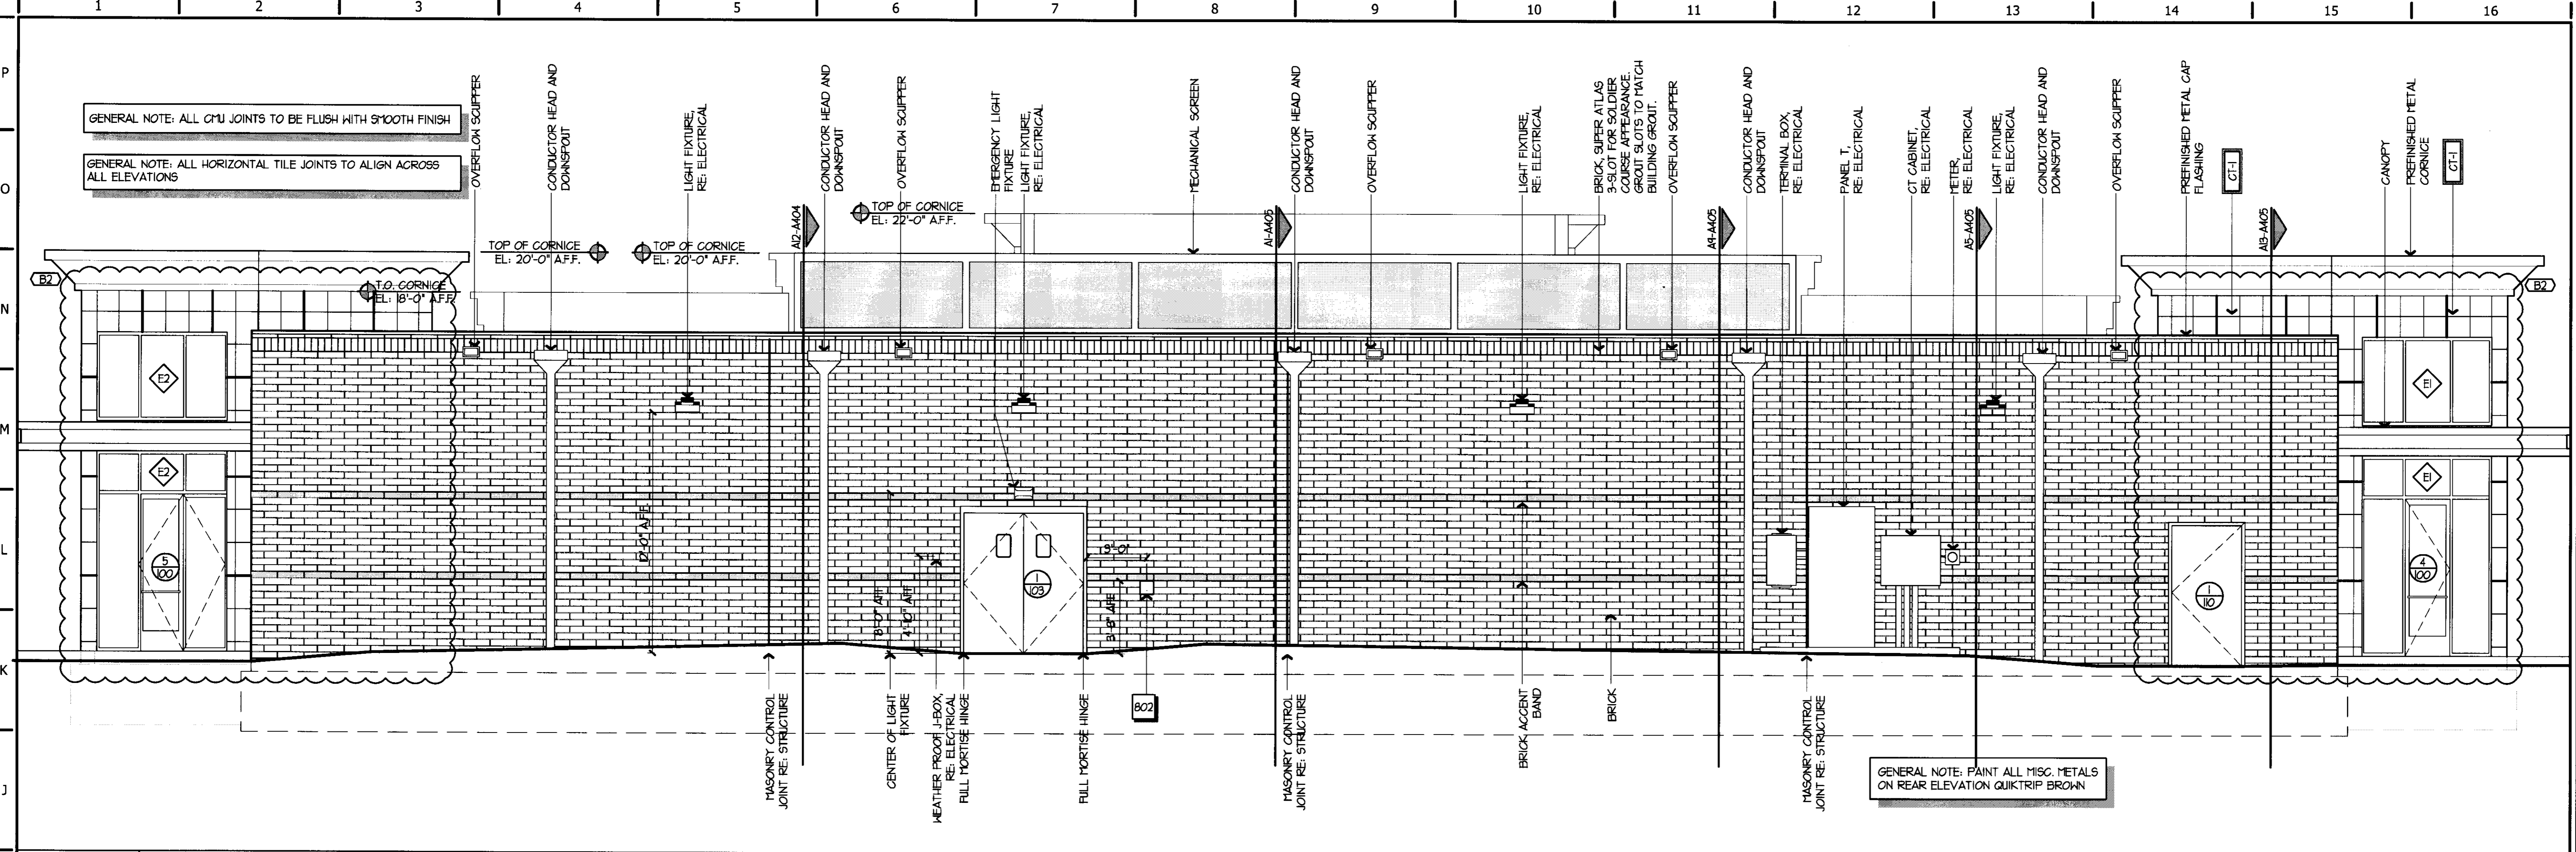 1 2 3 4 5 6 7 8 9 10 11 12 13 14 15 16
P
O
N
M
L
K
J
GENERAL NOTE: ALL CMU JOINTS TO BE FLUSH WITH SMOOTH FINISH
GENERAL NOTE: ALL HORIZONTAL TILE JOINTS TO ALIGN ACROSS
ALL ELEVATIONS
OVERFLOW SCUPPER
CONDUCTOR HEAD AND
DOWNSPOUT
LIGHT FIXTURE,
RE: ELECTRICAL
CONDUCTOR HEAD AND
DOWNSPOUT
OVERFLOW SCUPPER
EMERGENCY LIGHT
FIXTURE
LIGHT FIXTURE,
RE: ELECTRICAL
MECHANICAL SCREEN
CONDUCTOR HEAD AND
DOWNSPOUT
OVERFLOW SCUPPER
LIGHT FIXTURE,
RE: ELECTRICAL
BRICK, SUPER ATLAS
3-SLOT FOR SOLDIER
COURSE APPEARANCE.
GROUT SLOTS TO MATCH
BUILDING GROUT.
OVERFLOW SCUPPER
CONDUCTOR HEAD AND
DOWNSPOUT
TERMINAL BOX,
RE: ELECTRICAL
PANEL T,
RE: ELECTRICAL
CT CABINET,
RE: ELECTRICAL
METER,
RE: ELECTRICAL
LIGHT FIXTURE,
RE: ELECTRICAL
CONDUCTOR HEAD AND
DOWNSPOUT
OVERFLOW SCUPPER
PREFINISHED METAL CAP
FLASHING
CT-1
CANOPY
PREFINISHED METAL
CORNICE
CT-1
A12-A404
TOP OF CORNICE
EL: 22'-0" A.F.F.
A1-A405
A9-A405
A5-A405
A13-A405
TOP OF CORNICE
EL: 20'-0" A.F.F.
TOP OF CORNICE
EL: 20'-0" A.F.F.
T.O. CORNICE
EL: 18'-0" A.F.F.
B2
B2
E2
E1
E2
E1
12'-0" A.F.F.
8'-0" AFF
4'-10" AFF
3'-0"
3'-8" AFF
5
100
1
103
1
110
4
100
802
MASONRY CONTROL
JOINT RE: STRUCTURE
CENTER OF LIGHT
FIXTURE
WEATHER PROOF J-BOX,
RE: ELECTRICAL
FULL MORTISE HINGE
FULL MORTISE HINGE
MASONRY CONTROL
JOINT RE: STRUCTURE
BRICK ACCENT
BAND
BRICK
MASONRY CONTROL
JOINT RE: STRUCTURE
GENERAL NOTE: PAINT ALL MISC. METALS
ON REAR ELEVATION QUIKTRIP BROWN